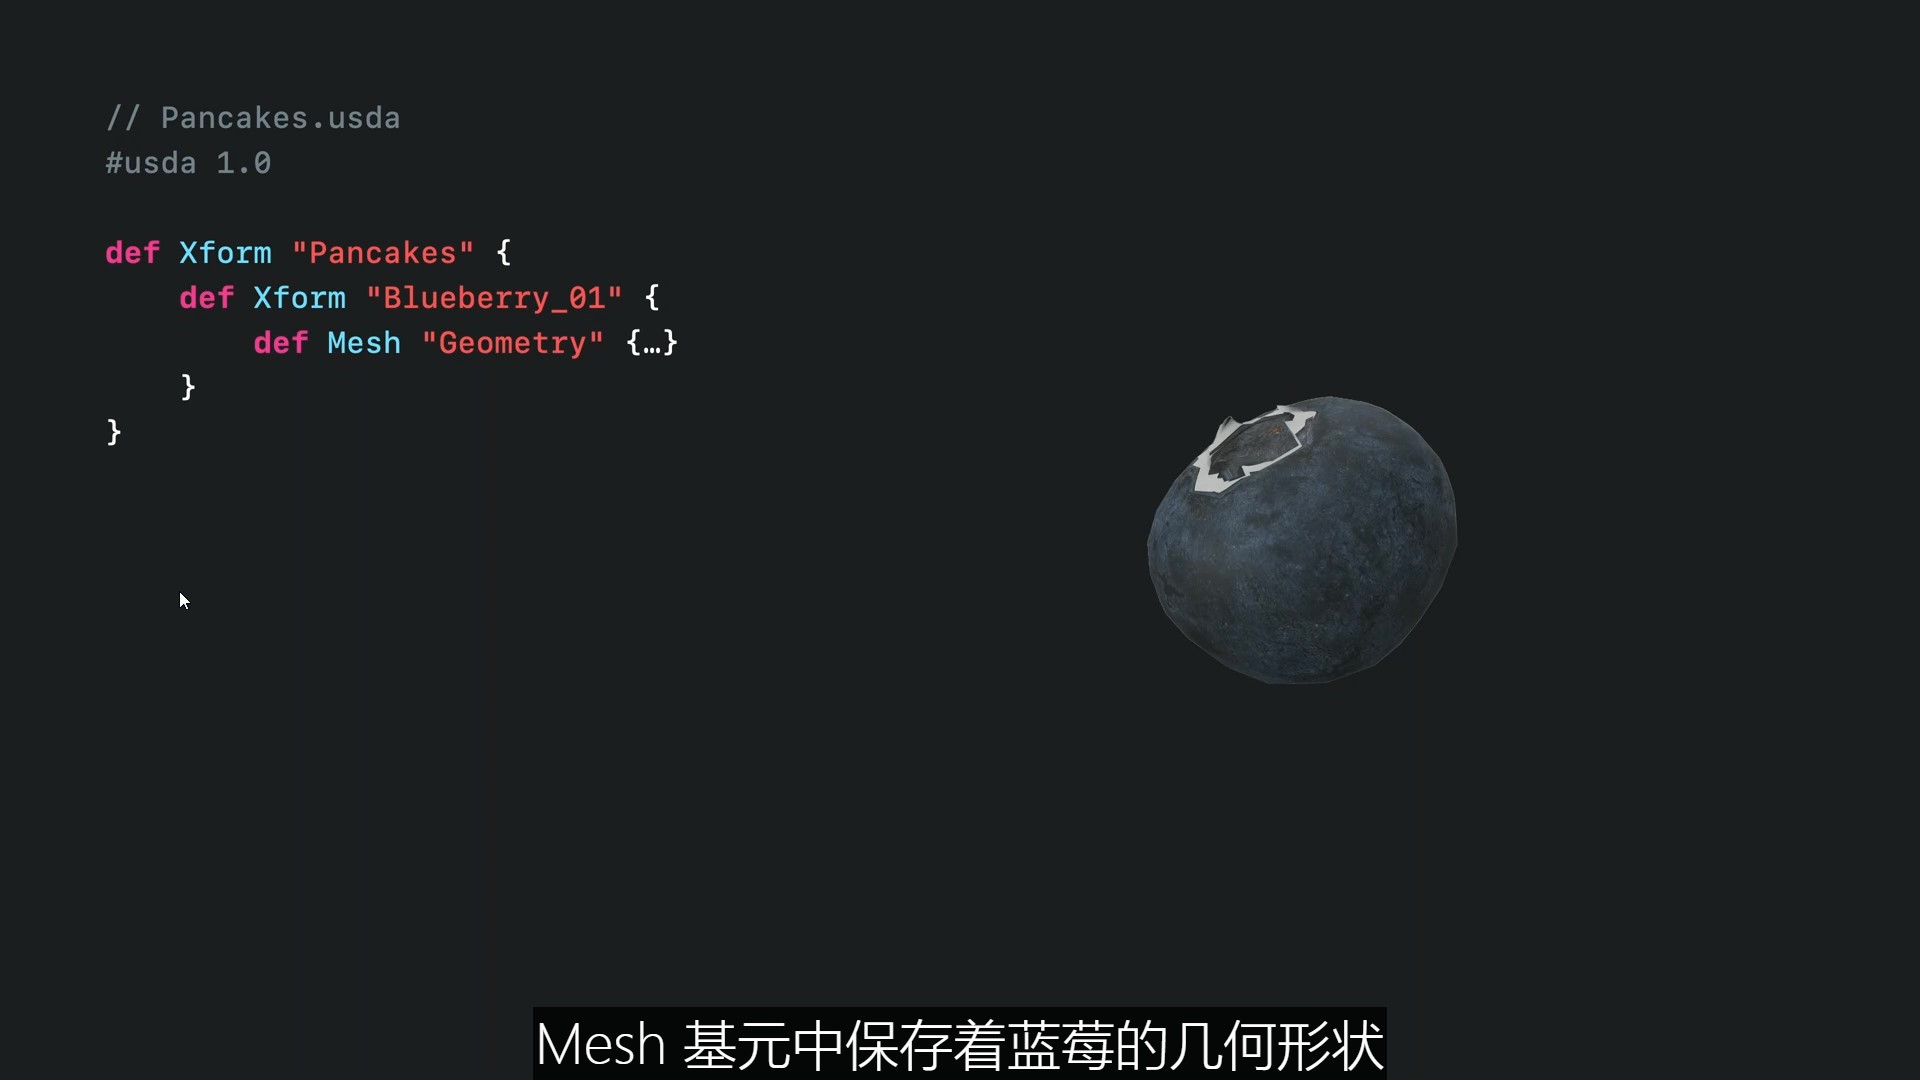 // Pancakes.usda
#usda 1.0
def Xform "Pancakes" {
def Xform "Blueberry_01" {
def Mesh "Geometry" {…}
}
}
Mesh 基元中保存着蓝莓的几何形状